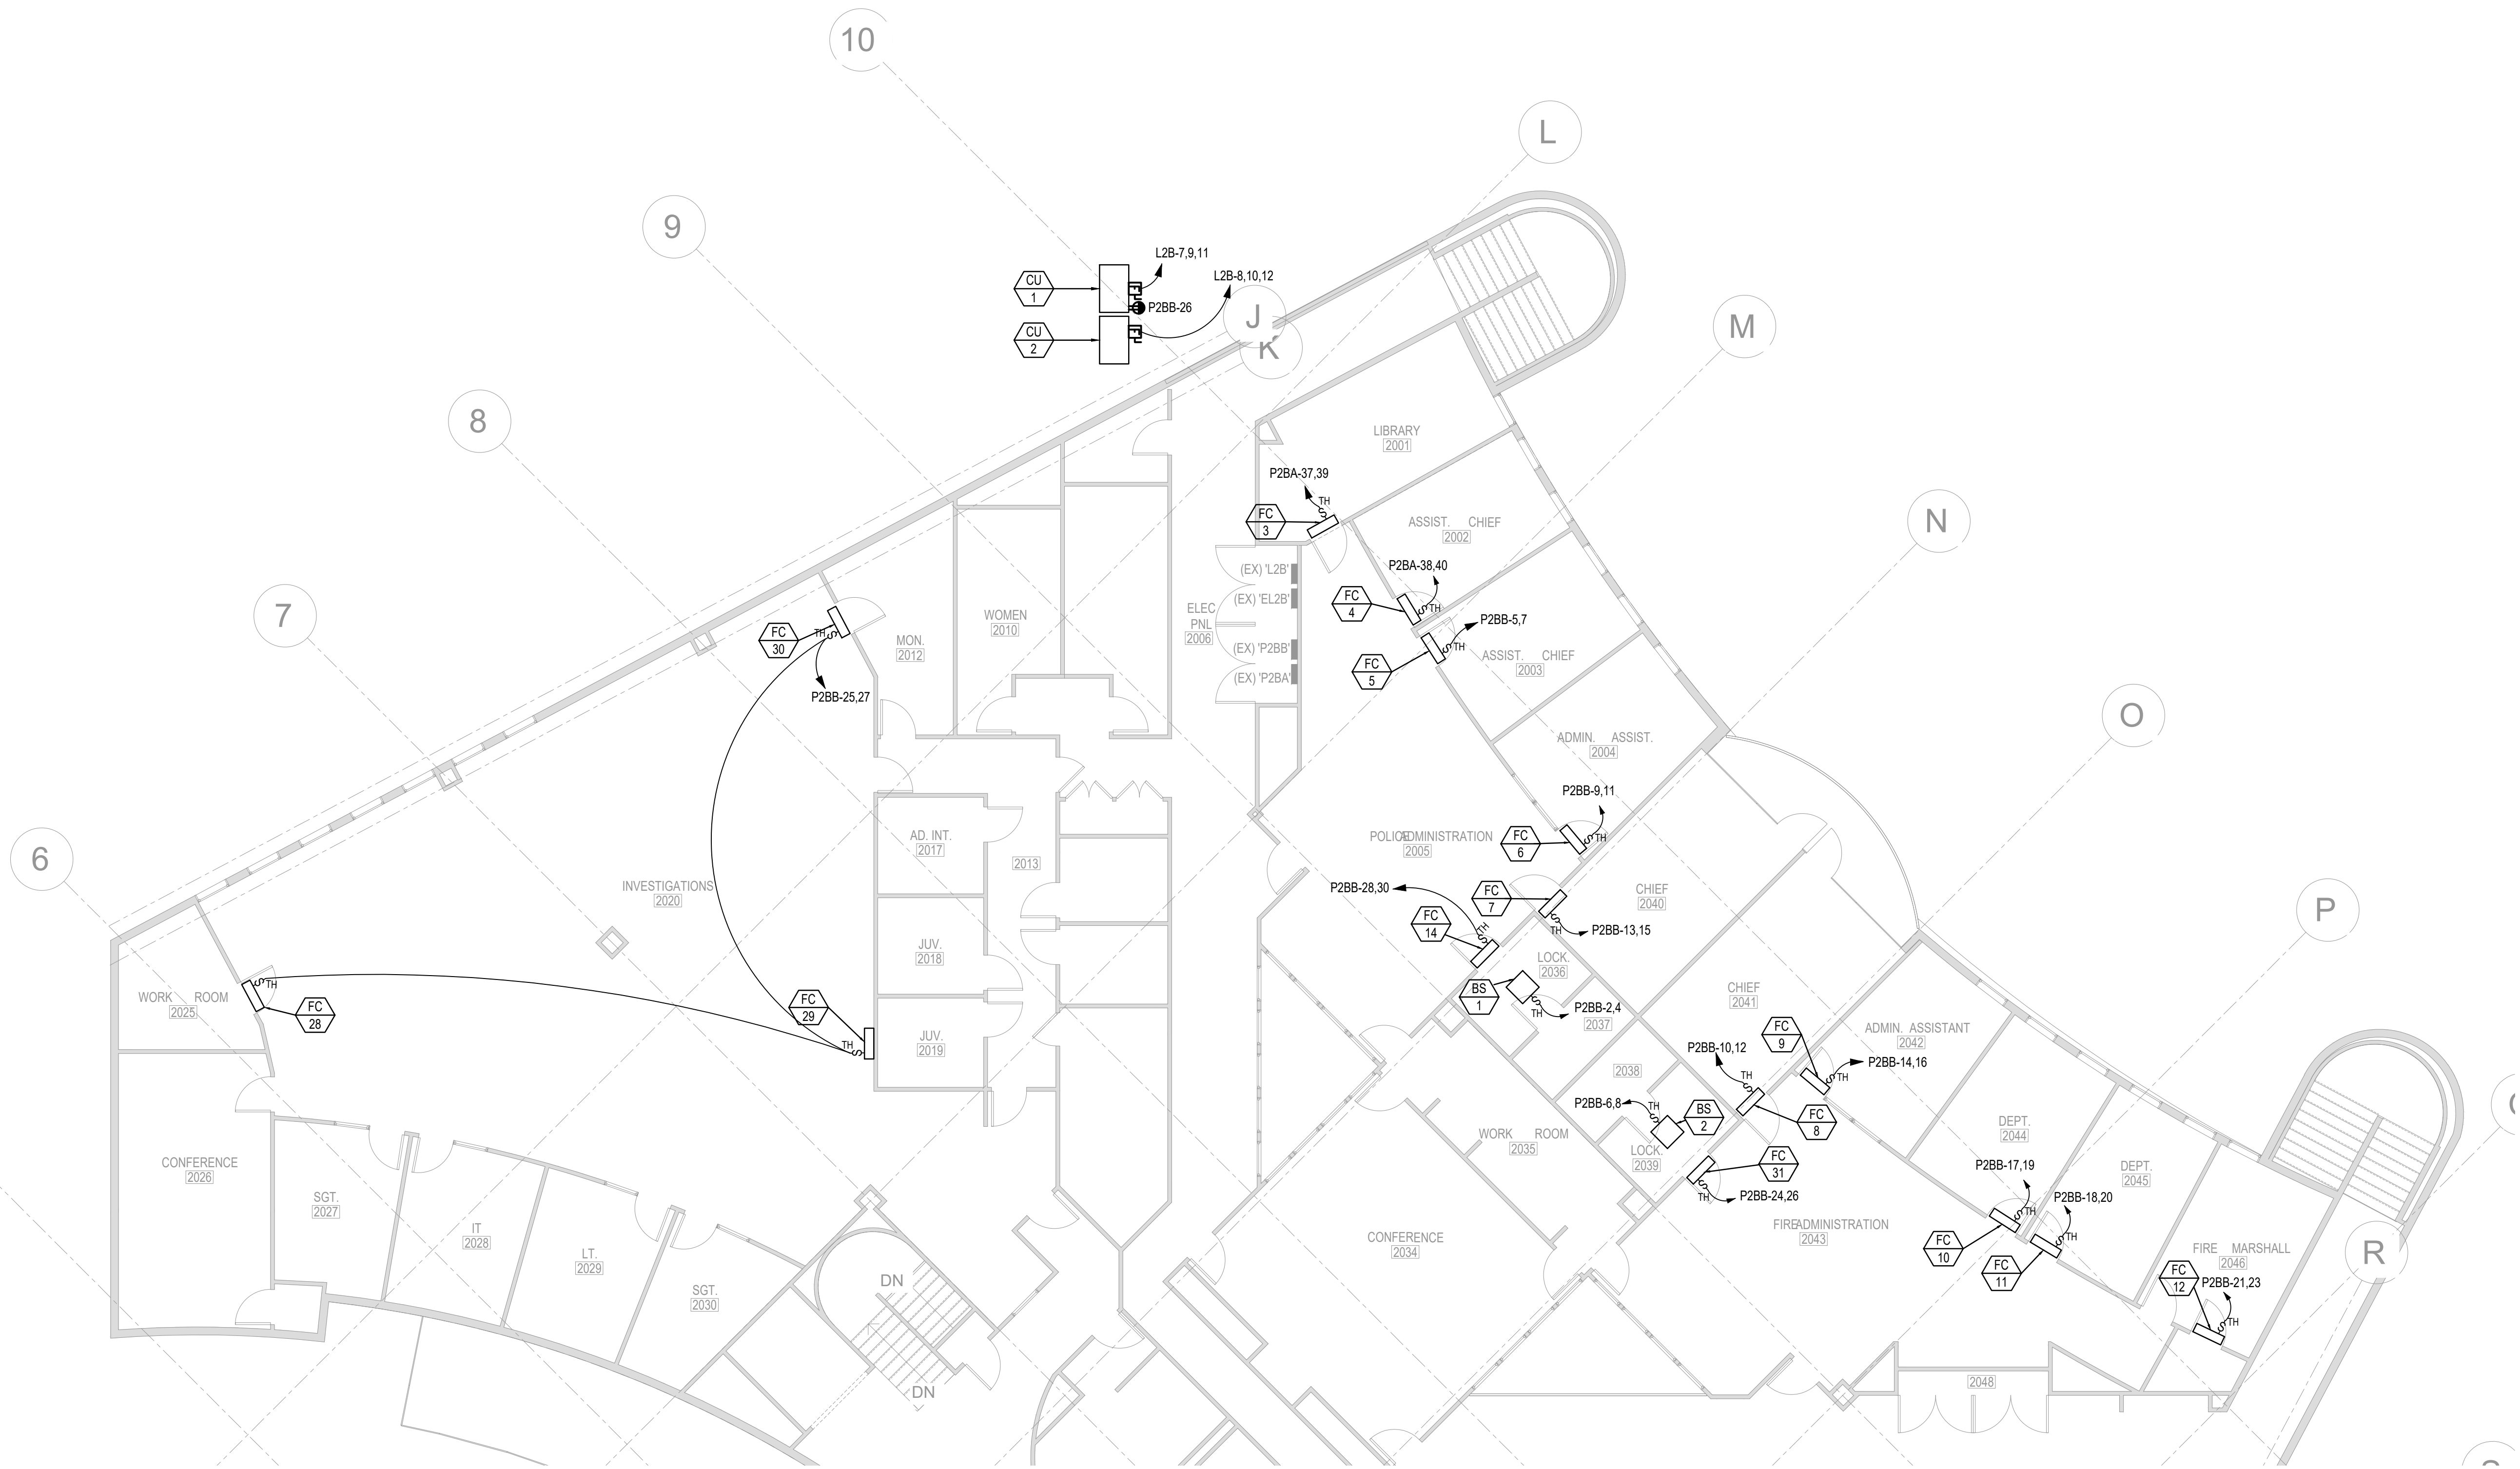 10
L
9
L2B-7,9,11
L2B-8,10,12
CU
1
P2BB-26
CU
2
J
K
M
8
LIBRARY
2001
P2BA-37,39
TH
FC
3
ASSIST. CHIEF
2002
N
(EX) 'L2B'
(EX) 'EL2B'
P2BA-38,40
FC
4
TH
7
ELEC
PNL
2006
WOMEN
2010
MON.
2012
FC
30
TH
P2BB-5,7
(EX) 'P2BB'
(EX) 'P2BA'
FC
5
TH
ASSIST. CHIEF
2003
P2BB-25,27
O
ADMIN. ASSIST.
2004
P2BB-9,11
6
AD. INT.
2017
2013
POLICE ADMINISTRATION
2005
FC
6
TH
INVESTIGATIONS
2020
P2BB-28,30
FC
7
CHIEF
2040
P
FC
14
TH
TH
P2BB-13,15
JUV.
2018
LOCK.
2036
WORK ROOM
2025
TH
FC
28
FC
29
TH
JUV.
2019
BS
1
TH
P2BB-2,4
2037
CHIEF
2041
ADMIN. ASSISTANT
2042
FC
9
TH
P2BB-14,16
P2BB-10,12
TH
2038
P2BB-6,8
TH
BS
2
FC
8
WORK ROOM
2035
LOCK.
2039
FC
31
TH
P2BB-24,26
DEPT.
2044
CONFERENCE
2026
SGT.
2027
IT
2028
LT.
2029
SGT.
2030
DEPT.
2045
P2BB-17,19
TH
P2BB-18,20
TH
CONFERENCE
2034
FIRE ADMINISTRATION
2043
FC
10
FC
11
FIRE MARSHALL
2046
R
FC
12
P2BB-21,23
TH
DN
DN
2048